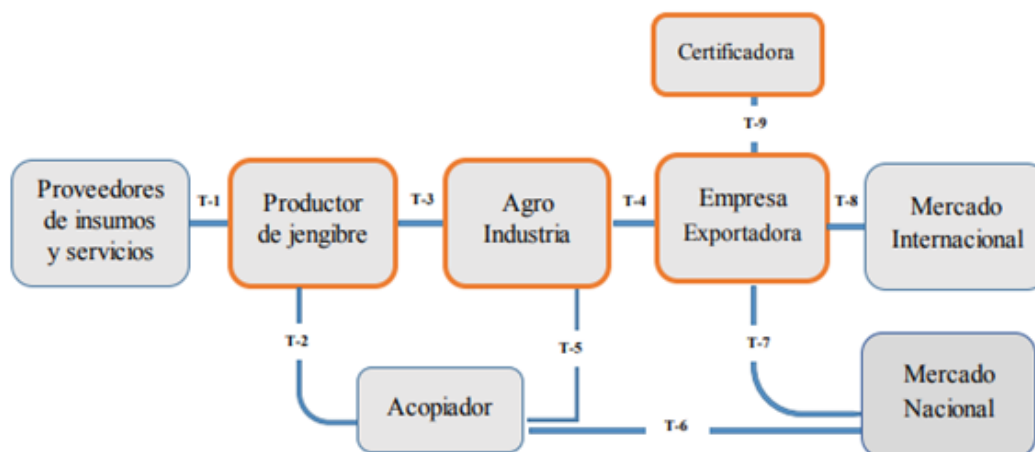 Certificadora
T-9
Proveedores
de insumos
y servicios
T-1
Productor
de jengibre
T-3
Agro
Industria
T-4
Empresa
Exportadora
T-8
Mercado
Internacional
T-2
T-5
T-7
Acopiador
T-6
Mercado
Nacional